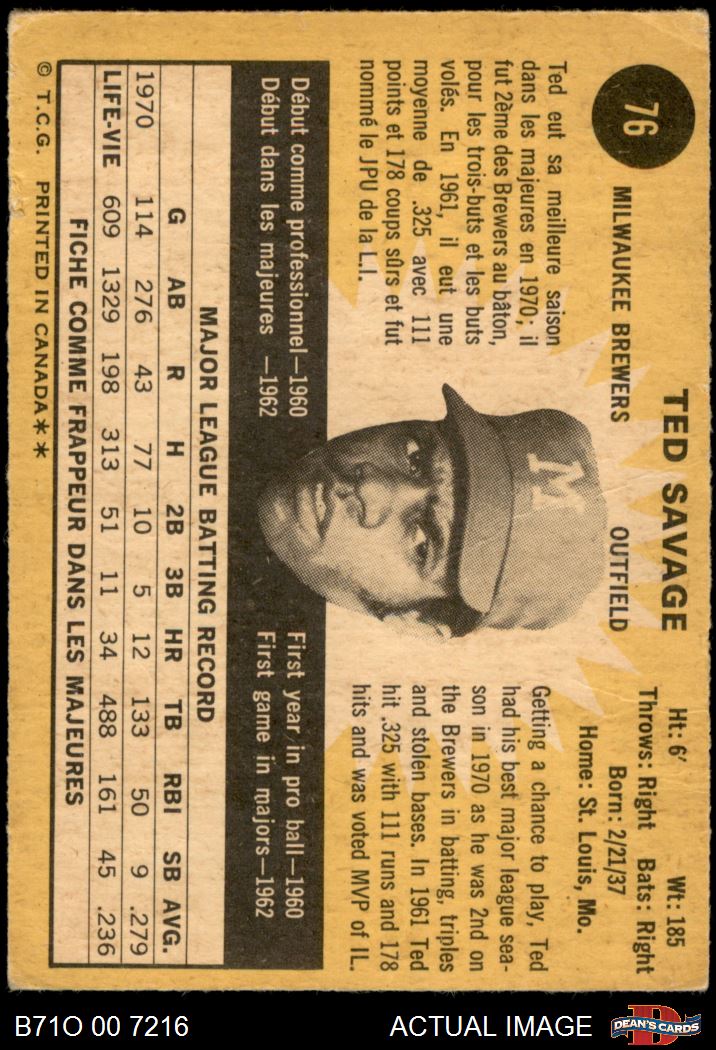 76
TED SAVAGE
MILWAUKEE BREWERS OUTFIELD
Ht: 6' Wt: 185
Throws: Right Bats: Right
Born: 2/21/37
Home: St. Louis, Mo.
Ted eut sa meilleure saison
dans les majeures en 1970; il
fut 2ème des Brewers au bâton,
pour les trois-buts et les buts
volés. En 1961, il eut une
moyenne de .325 avec 111
points et 178 coups sûrs et fut
nommé le JPU de la L.I.
Getting a chance to play, Ted
had his best major league sea-
son in 1970 as he was 2nd on
the Brewers in batting, triples
and stolen bases. In 1961 Ted
hit .325 with 111 runs and 178
hits and was voted MVP of IL.
M
Début comme professionnel—1960
Début dans les majeures —1962
First year in pro ball—1960
First game in majors—1962
MAJOR LEAGUE BATTING RECORD
G AB R H 2B 3B HR TB RBI SB AVG.
1970 114 276 43 77 10 5 12 133 50 9 .279
LIFE-VIE 609 1329 198 313 51 11 34 488 161 45 .236
FICHE COMME FRAPPEUR DANS LES MAJEURES
© T.C.G. PRINTED IN CANADA**
B71O 00 7216 ACTUAL IMAGE D DEAN'S CARDS